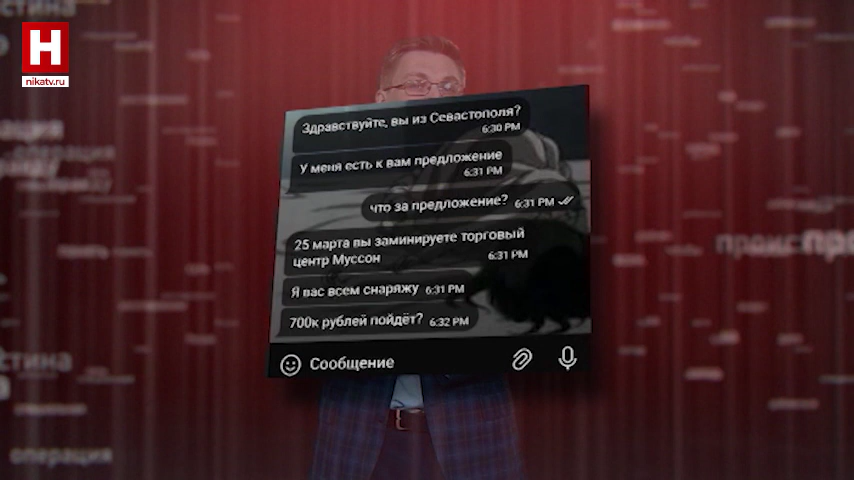 Н
nikatv.ru
Здравствуйте, вы из Севастополя?
6:30 PM
У меня есть к вам предложение
6:31 PM
что за предложение? 6:31 PM
25 марта вы заминируете торговый
центр Муссон 6:31 PM
Я вас всем снаряжу 6:31 PM
700к рублей пойдёт? 6:32 PM
Сообщение
операция
операция